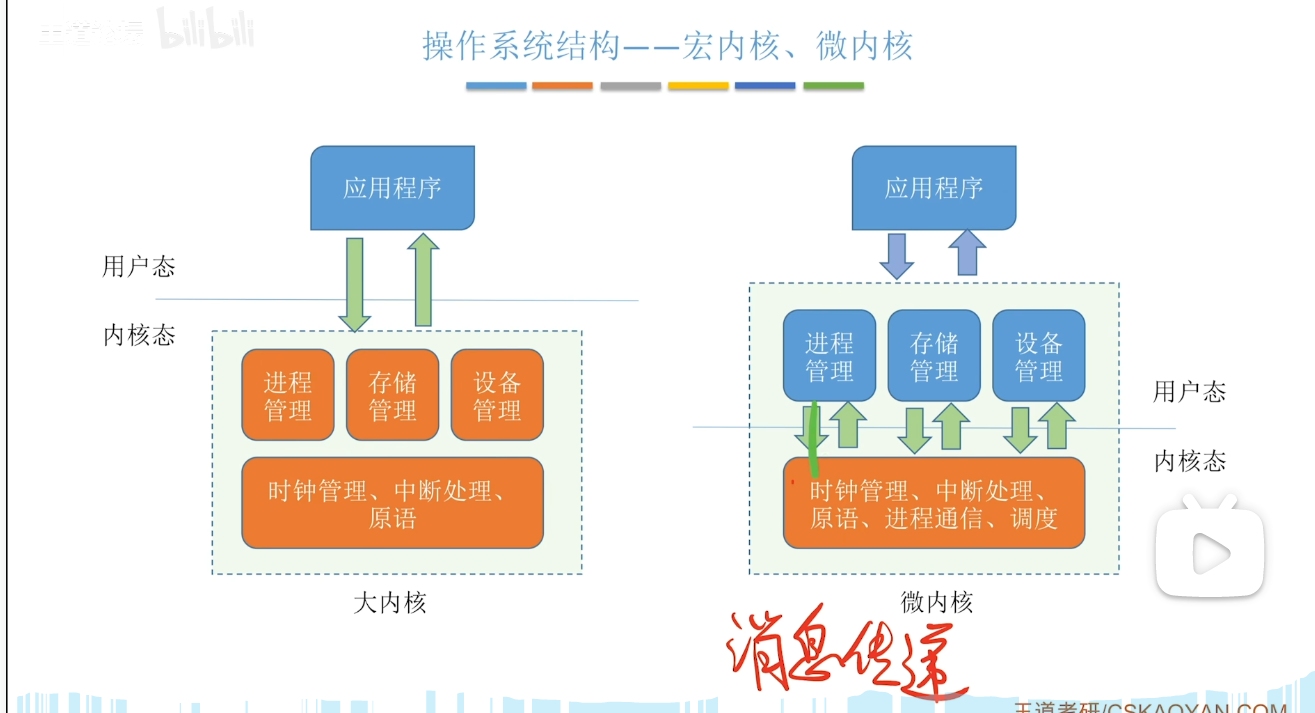 bilibili
操作系统结构——宏内核、微内核
应用程序
用户态
内核态
进程
管理
存储
管理
设备
管理
时钟管理、中断处理、
原语
大内核
应用程序
进程
管理
存储
管理
设备
管理
用户态
内核态
时钟管理、中断处理、
原语、进程通信、调度
微内核
消息传递
王道考研/CSKAOYAN.COM